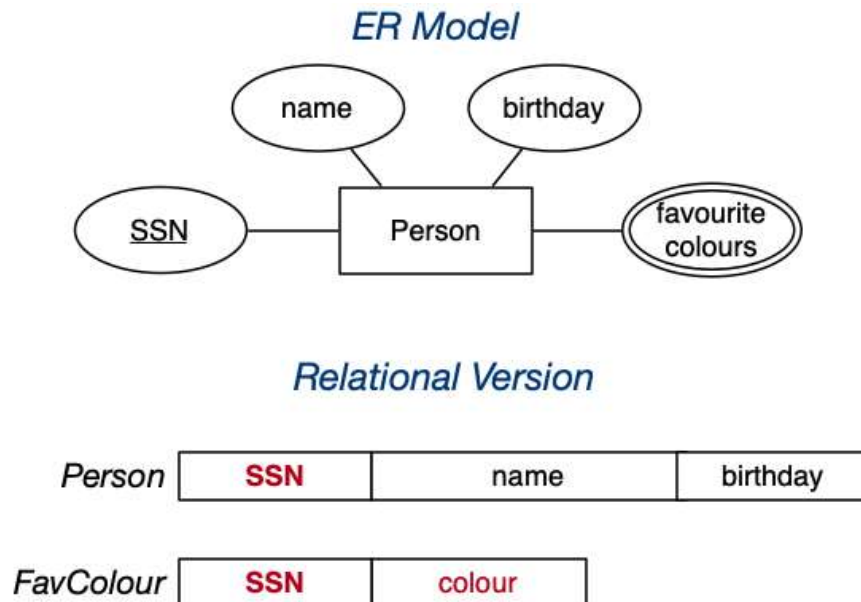 ER Model
name
birthday
SSN
Person
favourite
colours
Relational Version
Person SSN name birthday
FavColour SSN colour